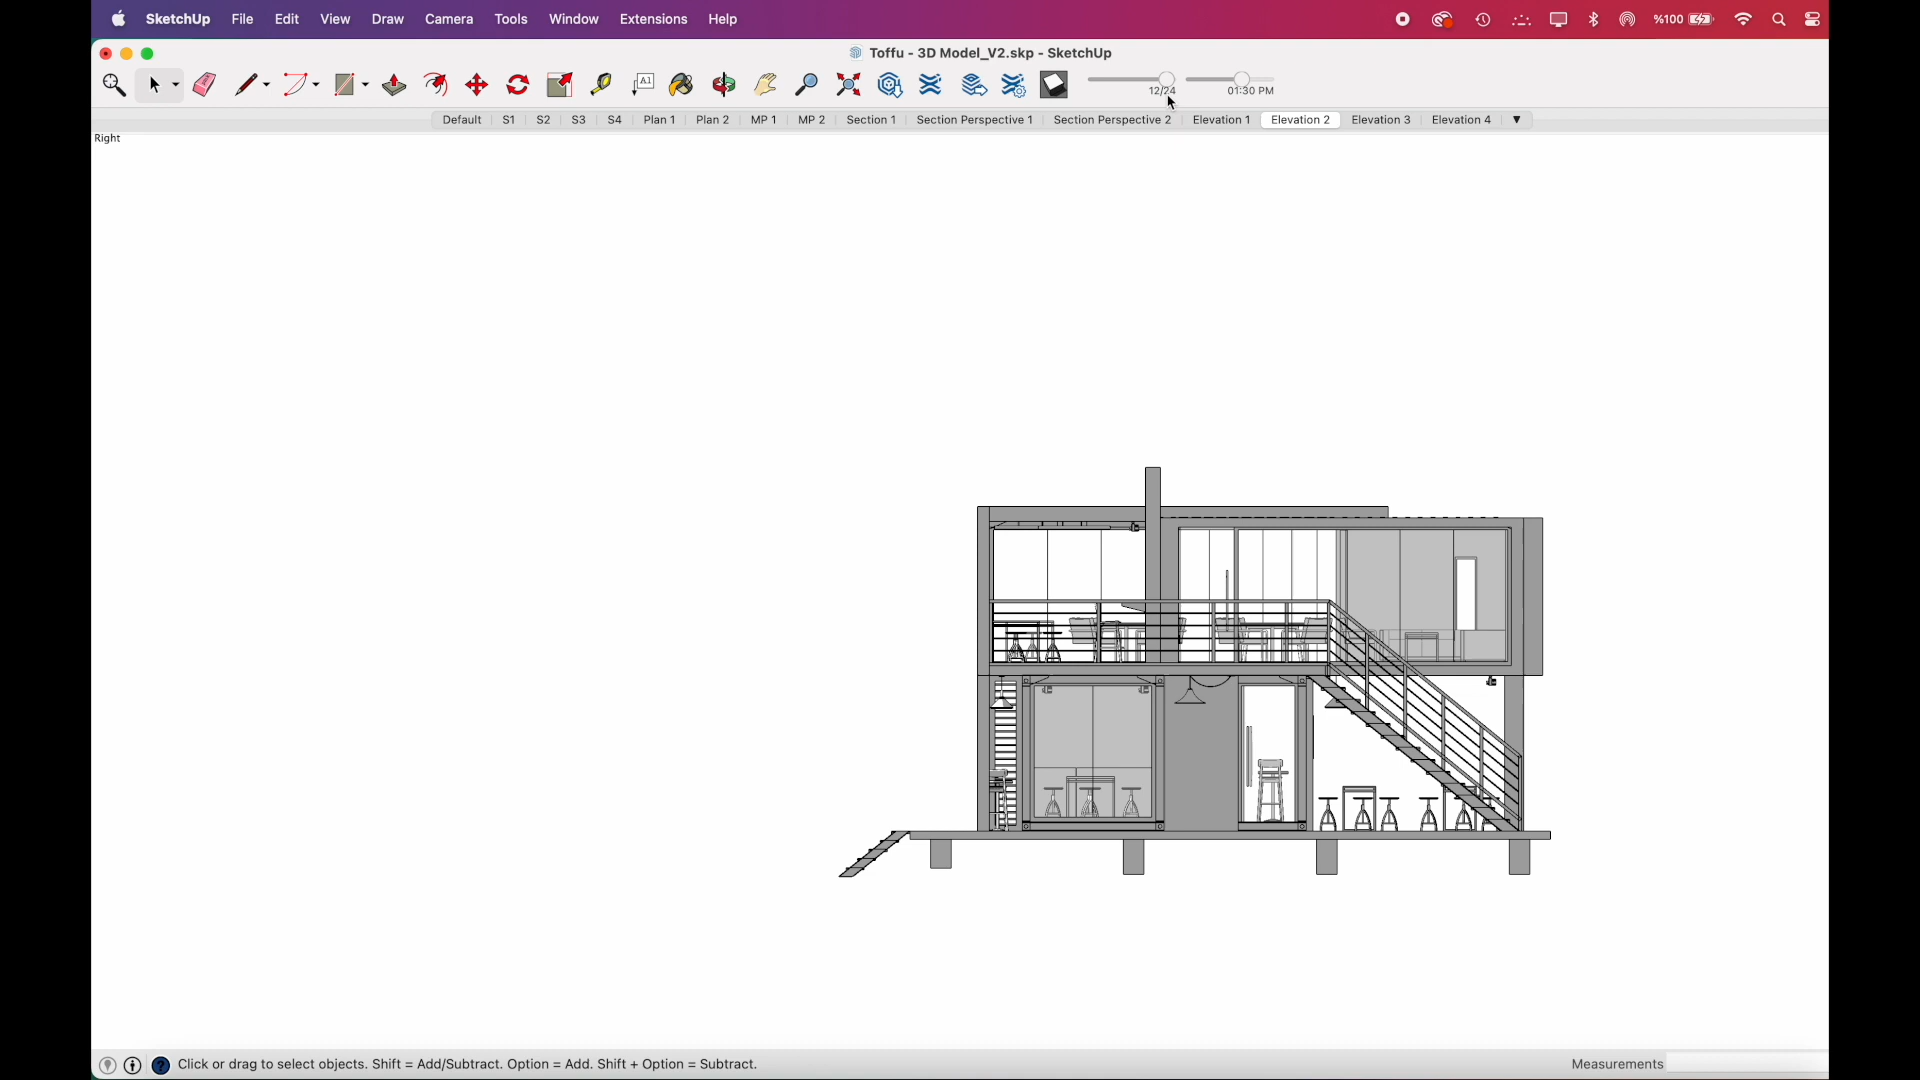 SketchUp File Edit View Draw Camera Tools Window Extensions Help %100
Toffu - 3D Model_V2.skp - SketchUp
A1
12/24 01:30 PM
Default S1 S2 S3 S4 Plan 1 Plan 2 MP 1 MP 2 Section 1 Section Perspective 1 Section Perspective 2 Elevation 1 Elevation 2 Elevation 3 Elevation 4
Right
Click or drag to select objects. Shift = Add/Subtract. Option = Add. Shift + Option = Subtract. Measurements